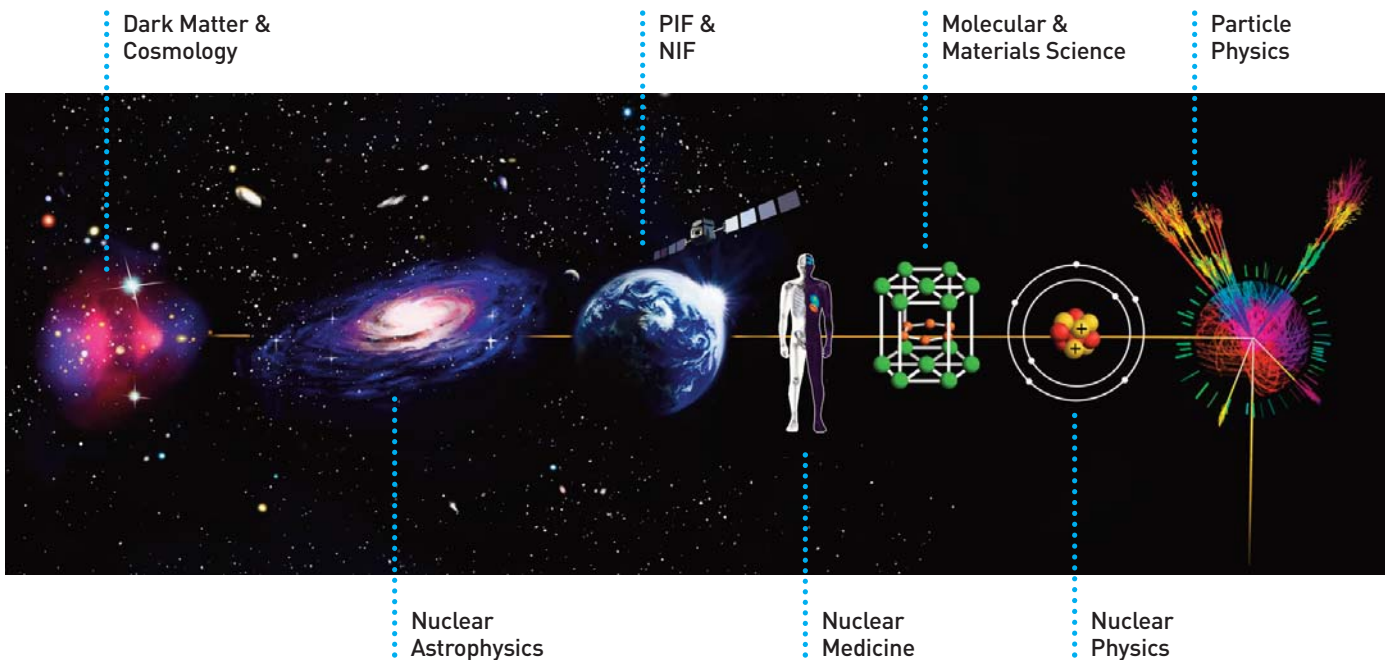 Dark Matter &
Cosmology
PIF &
NIF
Molecular &
Materials Science
Particle
Physics
+
+
Nuclear
Astrophysics
Nuclear
Medicine
Nuclear
Physics